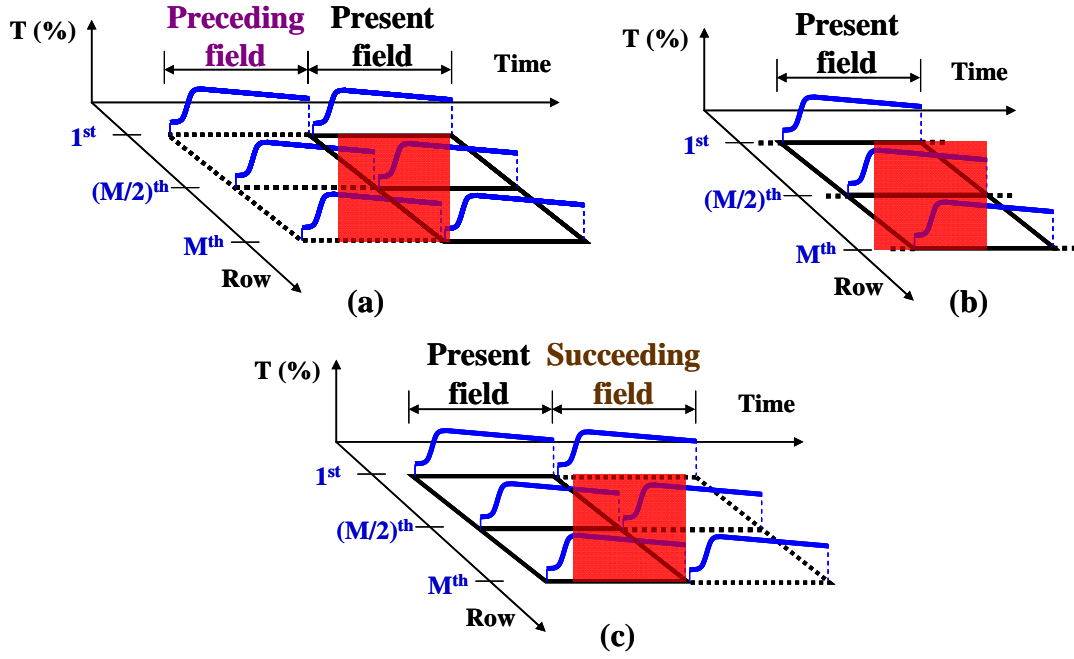 T (%)
Preceding
field
Present
field
Time
1st
(M/2)th
Mth
Row
(a)
T (%)
Present
field
Time
1st
(M/2)th
Mth
Row
(b)
T (%)
Present
field
Succeeding
field
Time
1st
(M/2)th
Mth
Row
(c)